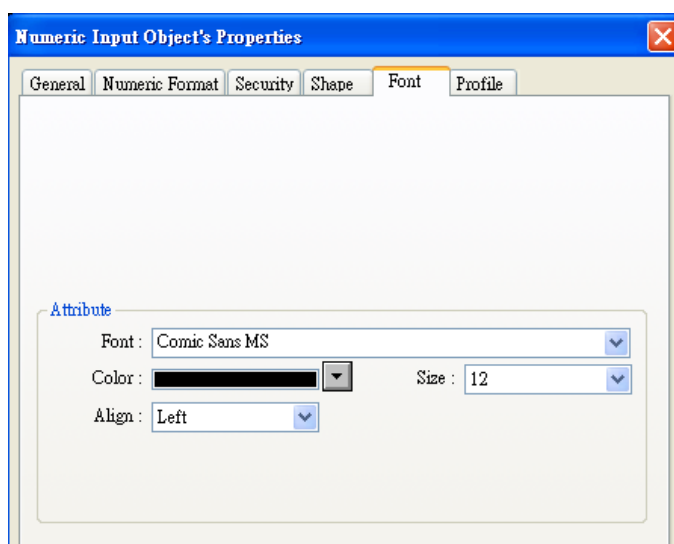 Numeric Input Object's Properties
General Numeric Format Security Shape Font Profile
Attribute
Font : Comic Sans MS
Color : Size : 12
Align : Left